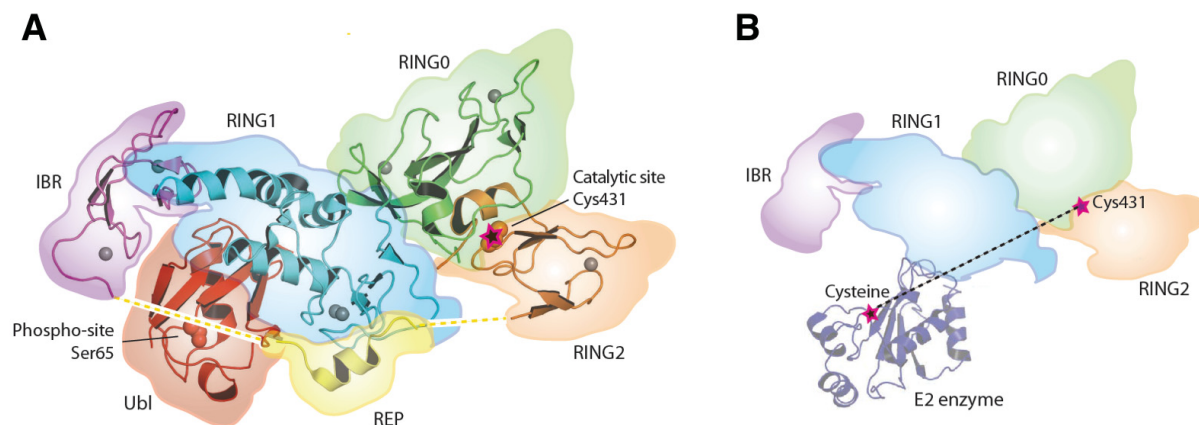 A
RING0
RING1
IBR
Catalytic site
Cys431
Phospho-site
Ser65
RING2
Ubl
REP
B
RING0
RING1
IBR
Cys431
Cysteine
RING2
E2 enzyme